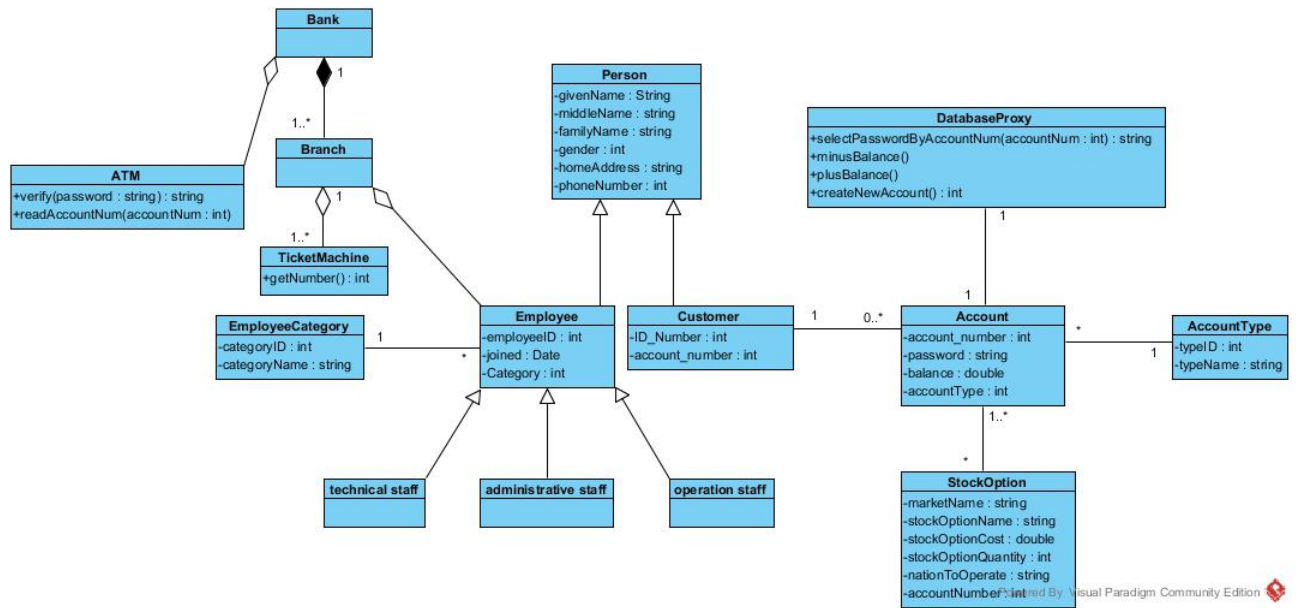 Bank
1
1..*
Branch
1
1..*
ATM
+verify(password : string) : string
+readAccountNum(accountNum : int)
TicketMachine
+getNumber() : int
Person
-givenName : String
-middleName : string
-familyName : string
-gender : int
-homeAddress : string
-phoneNumber : int
DatabaseProxy
+selectPasswordByAccountNum(accountNum : int) : string
+minusBalance()
+plusBalance()
+createNewAccount() : int
1
1
EmployeeCategory
-categoryID : int
-categoryName : string
1
*
Employee
-employeeID : int
-joined : Date
-Category : int
Customer
-ID_Number : int
-account_number : int
1
0..*
Account
-account_number : int
-password : string
-balance : double
-accountType : int
*
1
AccountType
-typeID : int
-typeName : string
1..*
*
technical staff
administrative staff
operation staff
StockOption
-marketName : string
-stockOptionName : string
-stockOptionCost : double
-stockOptionQuantity : int
-nationToOperate : string
-accountNumber : int
Powered By Visual Paradigm Community Edition